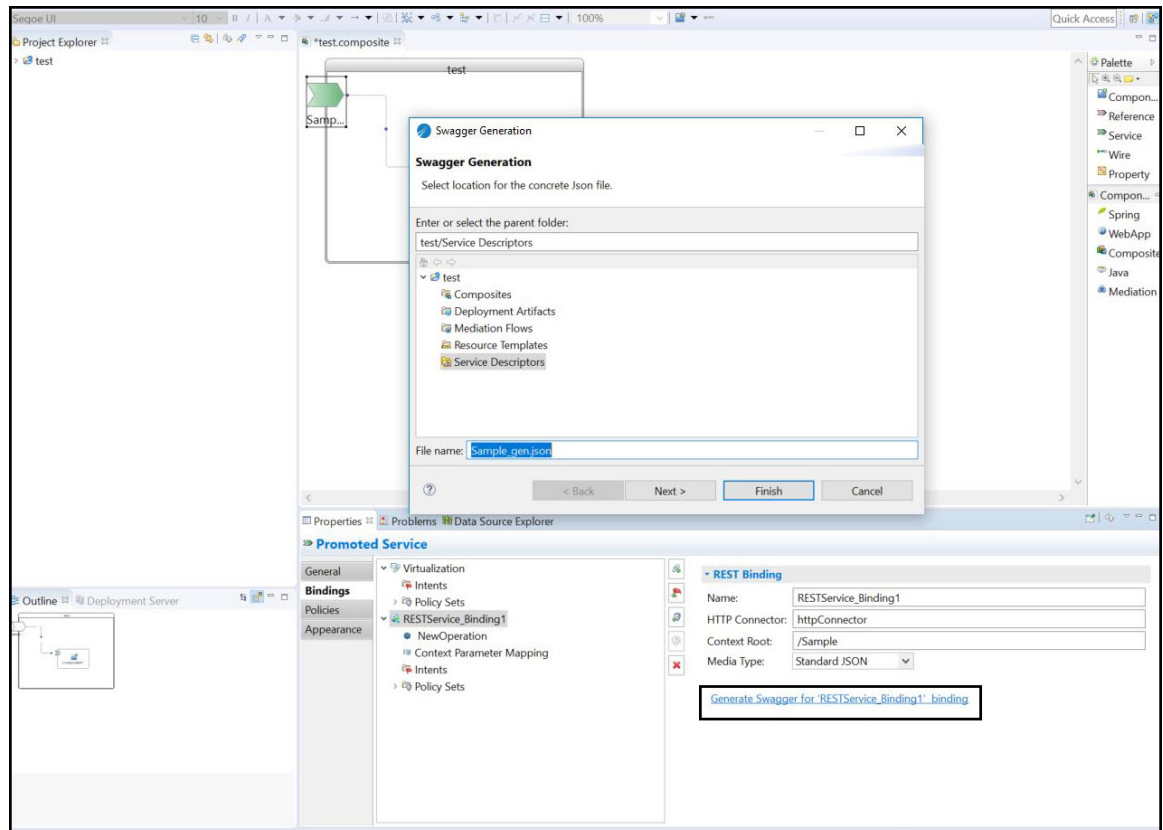 Segoe UI 10 B I A 100% Quick Access
Project Explorer
test
*test.composite
test
Samp...
Palette
Compon...
Reference
Service
Wire
Property
Compon...
Spring
WebApp
Composite
Java
Mediation
Swagger Generation
Swagger Generation
Select location for the concrete Json file.
Enter or select the parent folder:
test/Service Descriptors
test
Composites
Deployment Artifacts
Mediation Flows
Resource Templates
Service Descriptors
File name: Sample_gen.json
< Back Next > Finish Cancel
Properties Problems Data Source Explorer
Promoted Service
General
Bindings
Policies
Appearance
Virtualization
Intents
Policy Sets
RESTService_Binding1
NewOperation
Context Parameter Mapping
Intents
Policy Sets
REST Binding
Name: RESTService_Binding1
HTTP Connector: httpConnector
Context Root: /Sample
Media Type: Standard JSON
Generate Swagger for 'RESTService_Binding1' binding
Outline Deployment Server